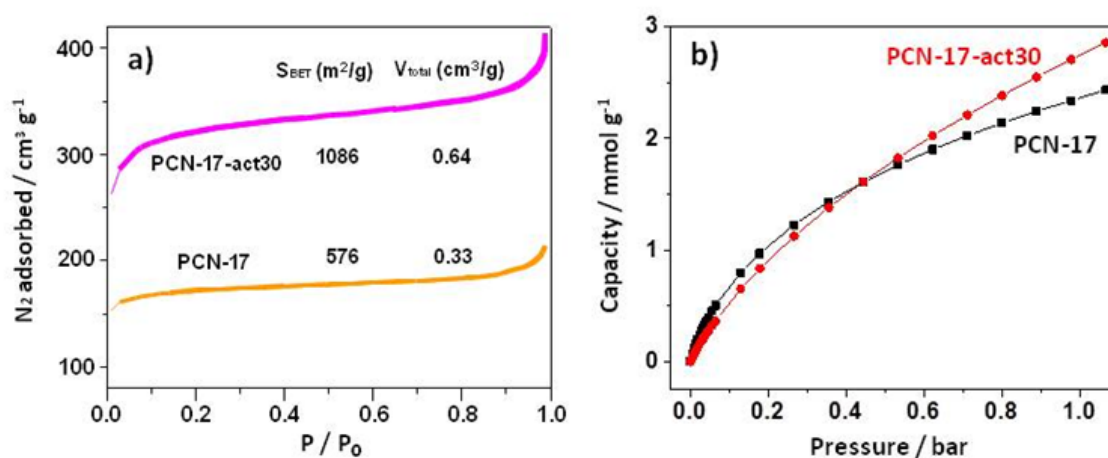 a)
S_BET (m²/g) V_total (cm³/g)
PCN-17-act30 1086 0.64
PCN-17 576 0.33
N₂ adsorbed / cm³ g⁻¹
400
300
200
100
0.0 0.2 0.4 0.6 0.8 1.0
P / P₀
b)
PCN-17-act30
PCN-17
Capacity / mmol g⁻¹
3
2
1
0
0.0 0.2 0.4 0.6 0.8 1.0
Pressure / bar